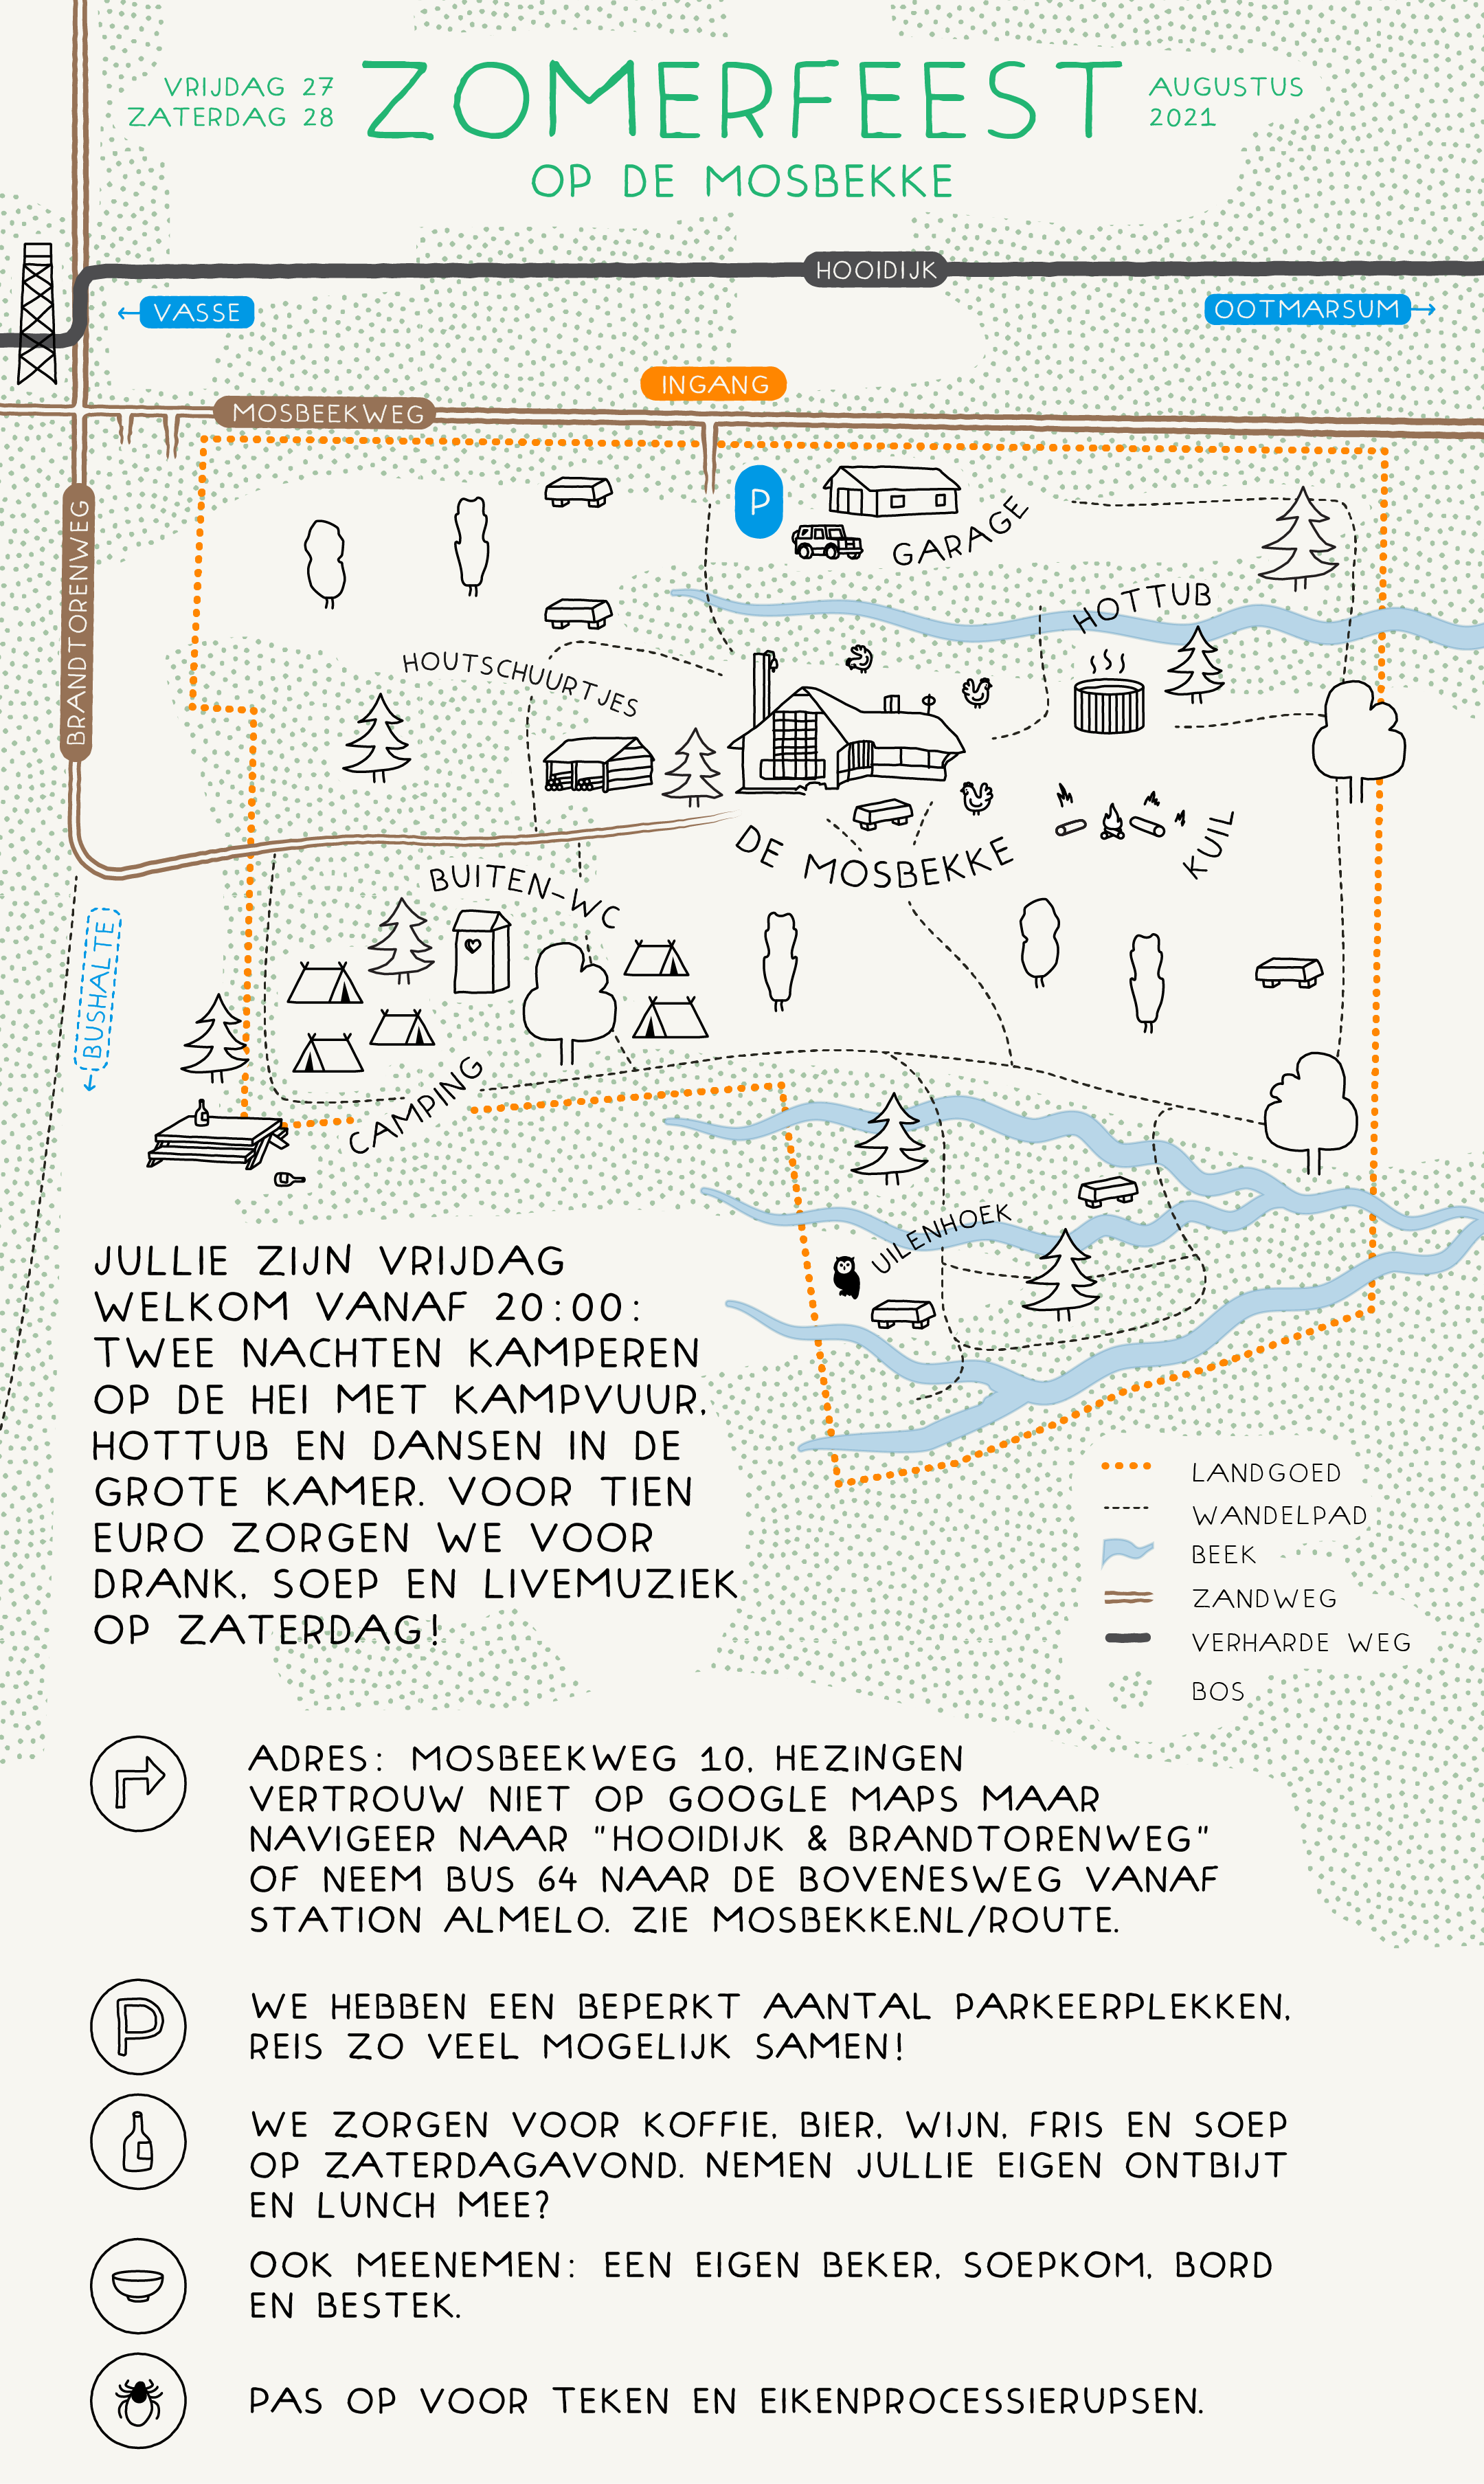 VRIJDAG 27
ZATERDAG 28
ZOMERFEEST
AUGUSTUS
2021
OP DE MOSBEKKE
HOOIDIJK
←VASSE
OOTMARSUM→
INGANG
MOSBEEKWEG
BRANDTORENWEG
P
GARAGE
HOTTUB
HOUTSCHUURTJES
DE MOSBEKKE
KUIL
BUITEN-WC
←BUSHALTE
CAMPING
UILENHOEK
JULLIE ZIJN VRIJDAG
WELKOM VANAF 20:00:
TWEE NACHTEN KAMPEREN
OP DE HEI MET KAMPVUUR,
HOTTUB EN DANSEN IN DE
GROTE KAMER. VOOR TIEN
EURO ZORGEN WE VOOR
DRANK, SOEP EN LIVEMUZIEK
OP ZATERDAG!
LANDGOED
WANDELPAD
BEEK
ZANDWEG
VERHARDE WEG
BOS
ADRES: MOSBEEKWEG 10, HEZINGEN
VERTROUW NIET OP GOOGLE MAPS MAAR
NAVIGEER NAAR "HOOIDIJK & BRANDTORENWEG"
OF NEEM BUS 64 NAAR DE BOVENESWEG VANAF
STATION ALMELO. ZIE MOSBEKKE.NL/ROUTE.
P
WE HEBBEN EEN BEPERKT AANTAL PARKEERPLEKKEN,
REIS ZO VEEL MOGELIJK SAMEN!
WE ZORGEN VOOR KOFFIE, BIER, WIJN, FRIS EN SOEP
OP ZATERDAGAVOND. NEMEN JULLIE EIGEN ONTBIJT
EN LUNCH MEE?
OOK MEENEMEN: EEN EIGEN BEKER, SOEPKOM, BORD
EN BESTEK.
PAS OP VOOR TEKEN EN EIKENPROCESSIERUPSEN.